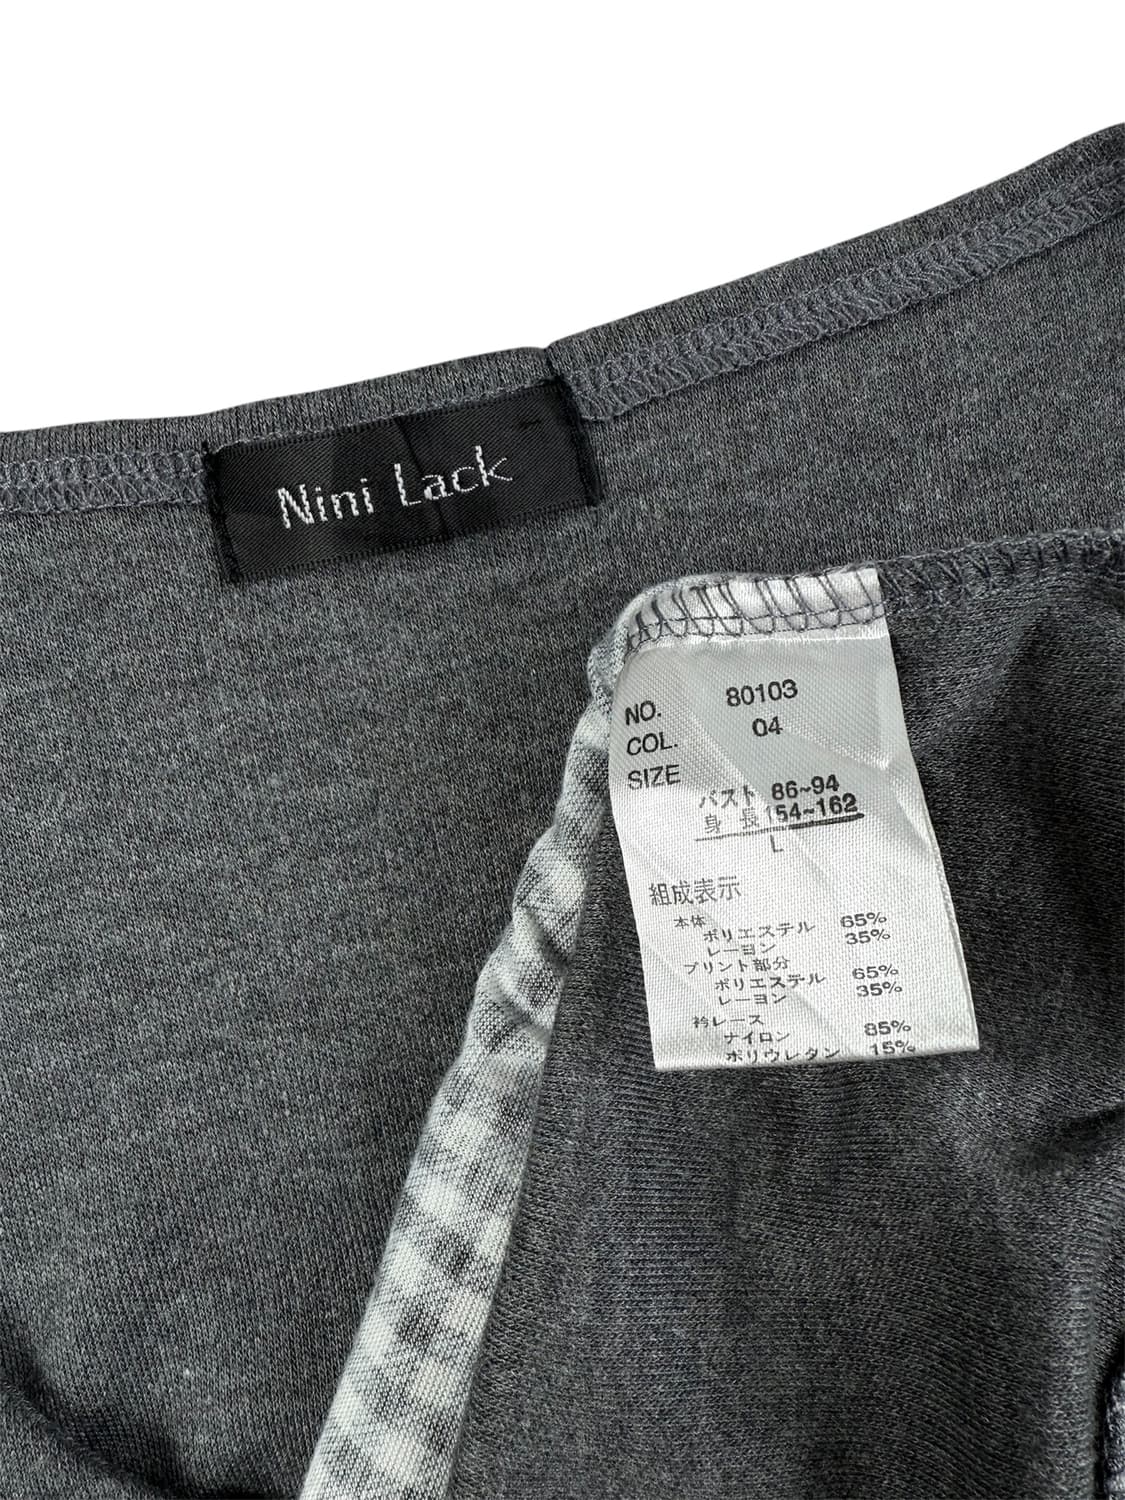 Nini Lack
NO. 80103
COL. 04
SIZE
バスト 86~94
身 長 154~162
L
組成表示
本体
ポリエステル 65%
レーヨン 35%
プリント部分
ポリエステル 65%
レーヨン 35%
衿レース
ナイロン 85%
ポリウレタン 15%